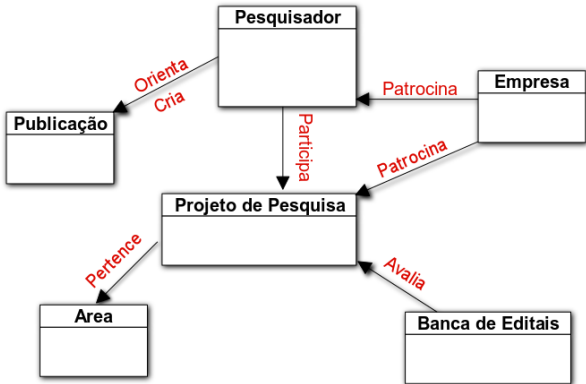 Pesquisador
Orienta
Cria
Patrocina
Empresa
Publicação
Participa
Patrocina
Projeto de Pesquisa
Pertence
Avalia
Area
Banca de Editais